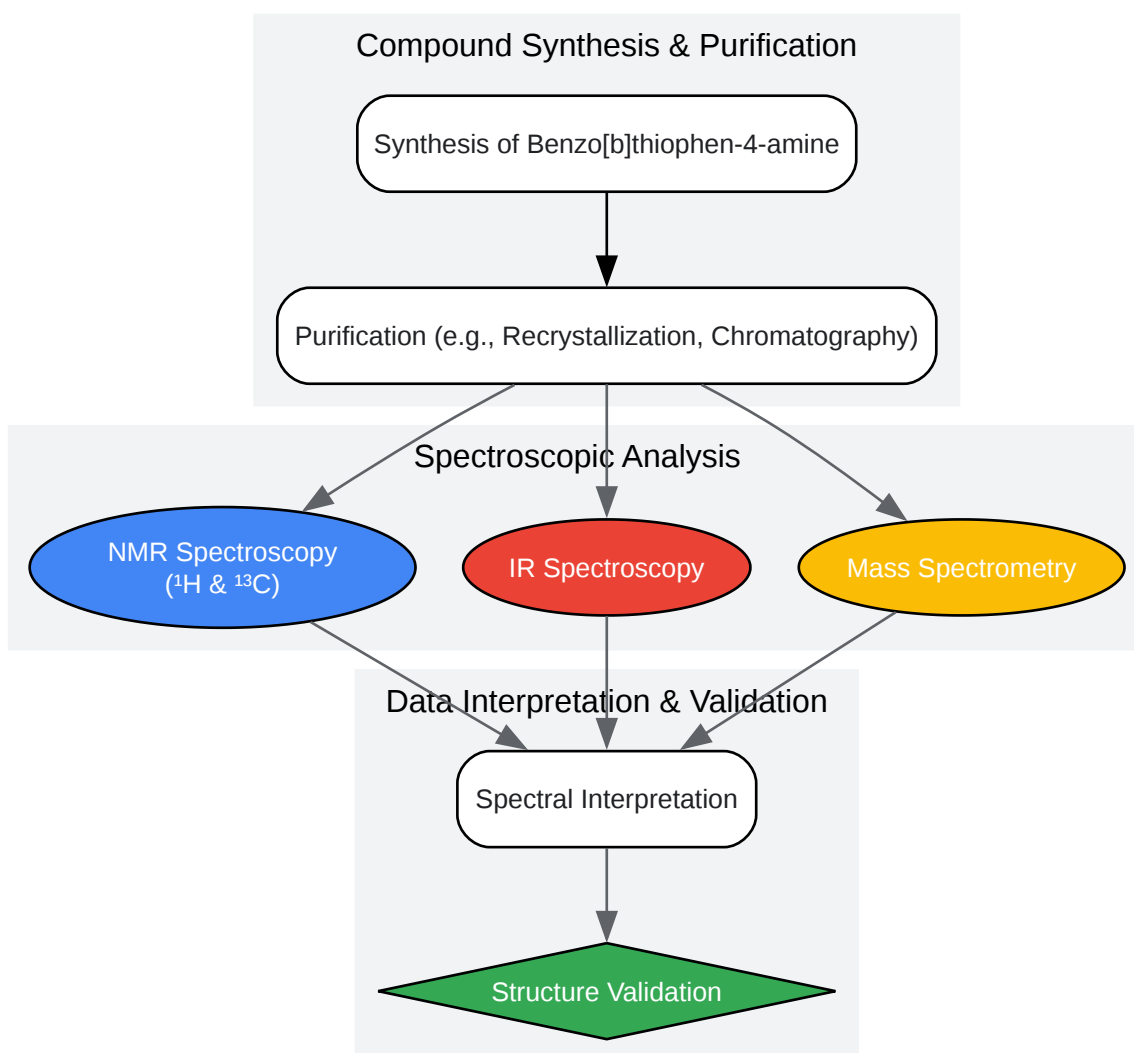 Compound Synthesis & Purification
Synthesis of Benzo[b]thiophen-4-amine
Purification (e.g., Recrystallization, Chromatography)
Spectroscopic Analysis
NMR Spectroscopy
(¹H & ¹³C)
IR Spectroscopy
Mass Spectrometry
Data Interpretation & Validation
Spectral Interpretation
Structure Validation